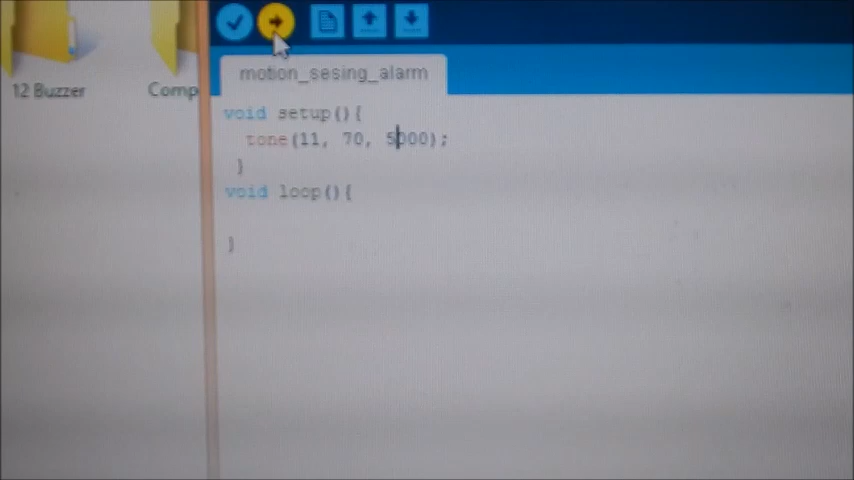 12 Buzzer
Comp
motion_sesing_alarm
void setup(){
tone(11, 70, 5000);
}
void loop(){
}